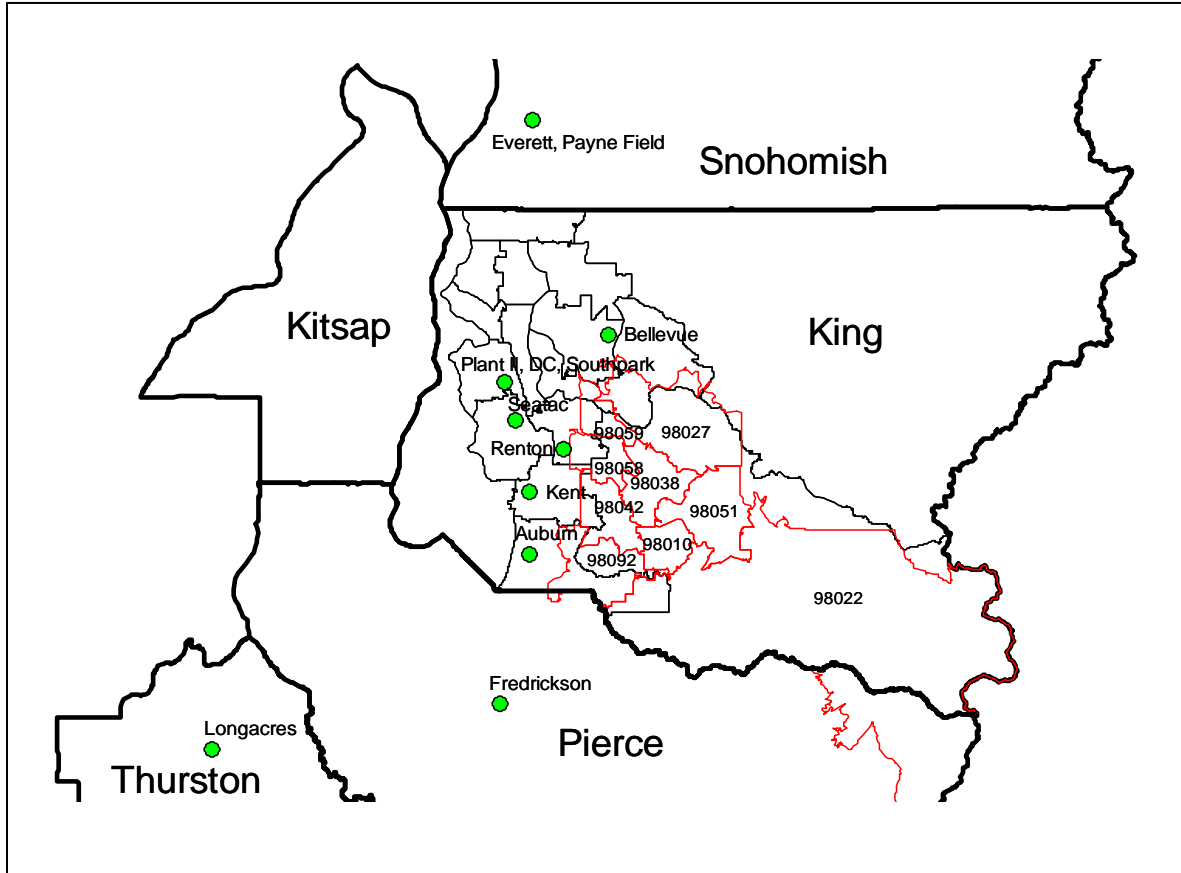 Everett, Payne Field
Snohomish
Kitsap
King
Bellevue
Plant II, DC, Southpark
Seatac
98059
98027
Renton
98058
98038
Kent
98042
98051
Auburn
98010
98092
98022
Fredrickson
Longacres
Pierce
Thurston